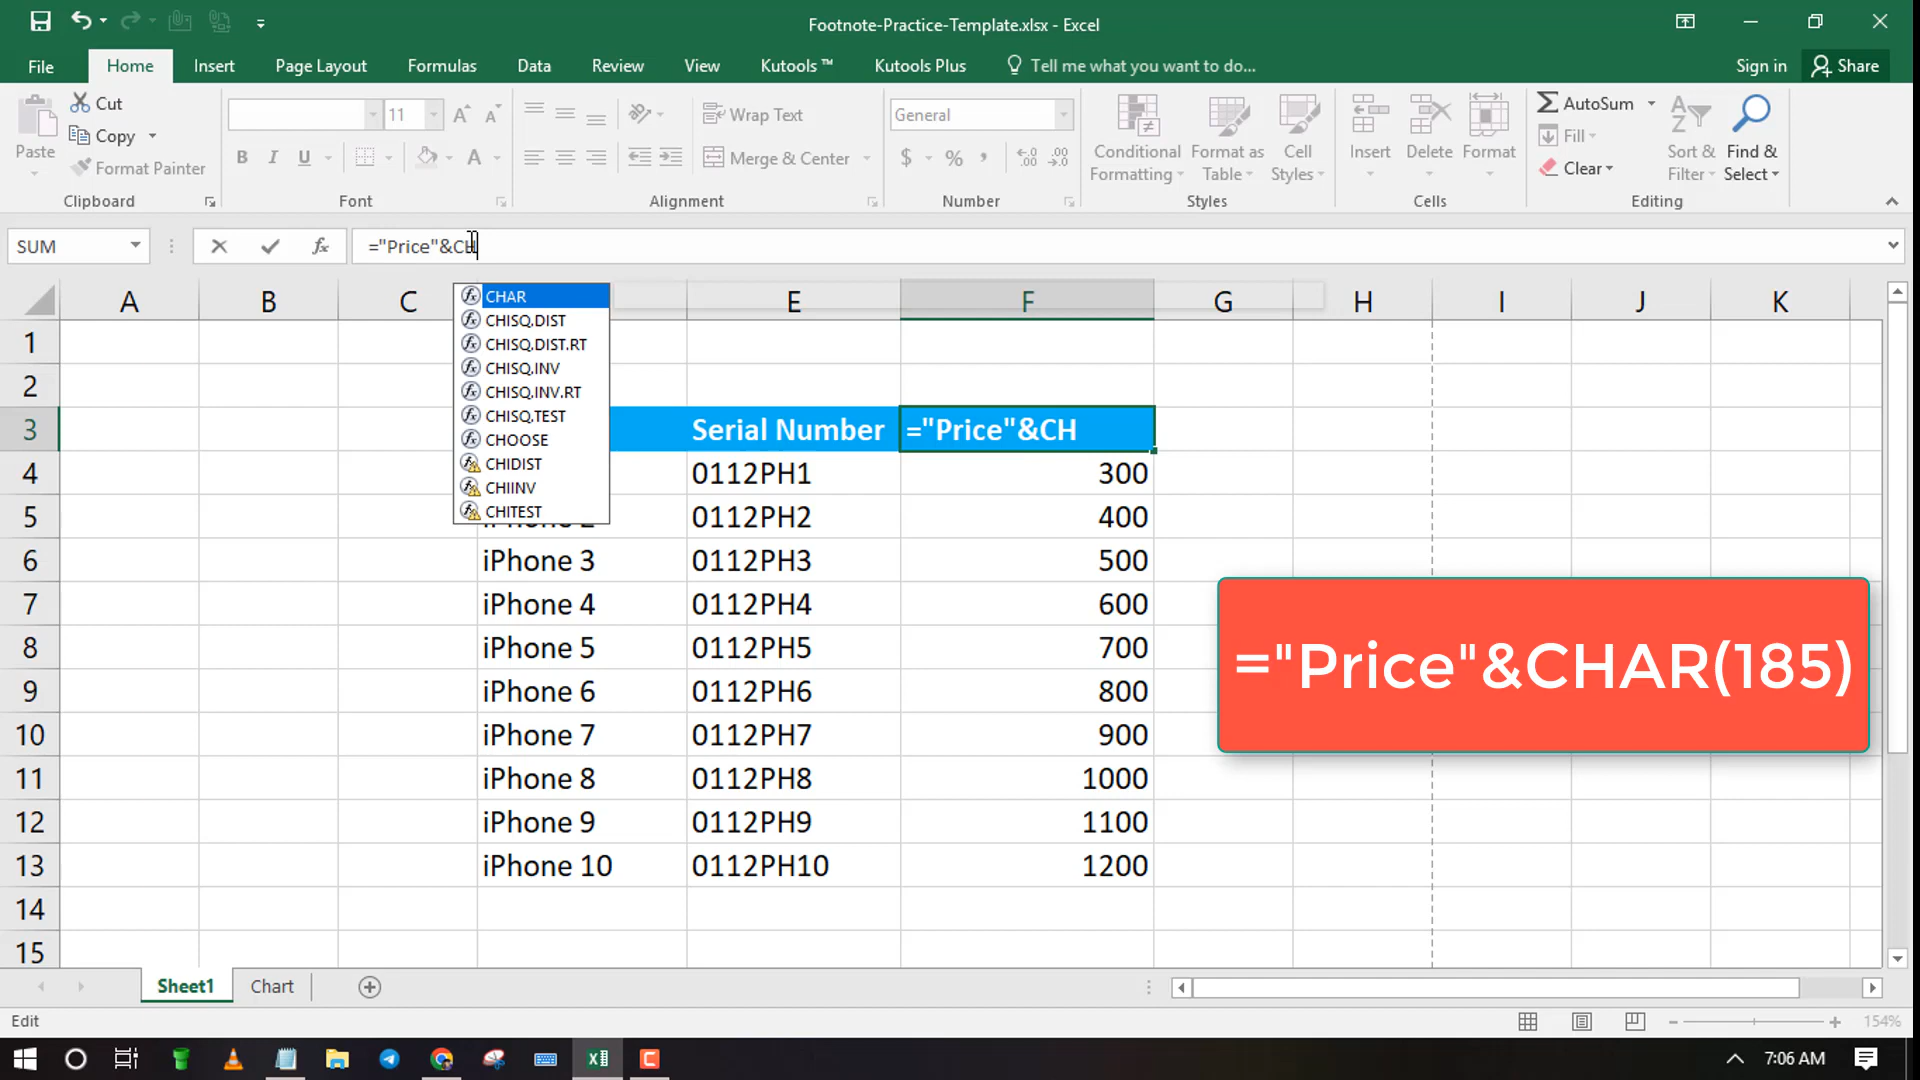 Footnote-Practice-Template.xlsx - Excel
File Home Insert Page Layout Formulas Data Review View Kutools ™ Kutools Plus Tell me what you want to do... Sign in Share
Paste
Cut
Copy
Format Painter
Clipboard
11
B I U
A
Font
Wrap Text
Merge & Center
Alignment
General
$ % ,
Number
Conditional Formatting
Format as Table
Cell Styles
Styles
Insert
Delete
Format
Cells
AutoSum
Fill
Clear
Sort & Filter
Find & Select
Editing
SUM
fx
="Price"&CH
A B C E F G H I J K
CHAR
CHISQ.DIST
CHISQ.DIST.RT
CHISQ.INV
CHISQ.INV.RT
CHISQ.TEST
CHOOSE
CHIDIST
CHIINV
CHITEST
1
2
3 Serial Number ="Price"&CH
4 0112PH1 300
5 0112PH2 400
6 iPhone 3 0112PH3 500
7 iPhone 4 0112PH4 600
8 iPhone 5 0112PH5 700
9 iPhone 6 0112PH6 800
10 iPhone 7 0112PH7 900
11 iPhone 8 0112PH8 1000
12 iPhone 9 0112PH9 1100
13 iPhone 10 0112PH10 1200
14
15
="Price"&CHAR(185)
Sheet1 Chart
Edit
154%
7:06 AM